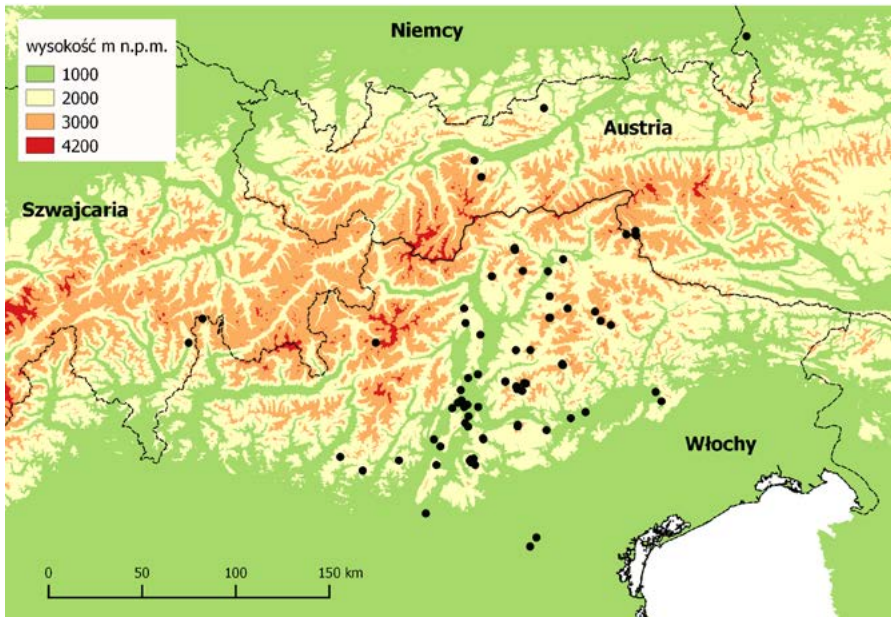 wysokość m n.p.m.
1000
2000
3000
4200
Niemcy
Austria
Szwajcaria
Włochy
0 50 100 150 km